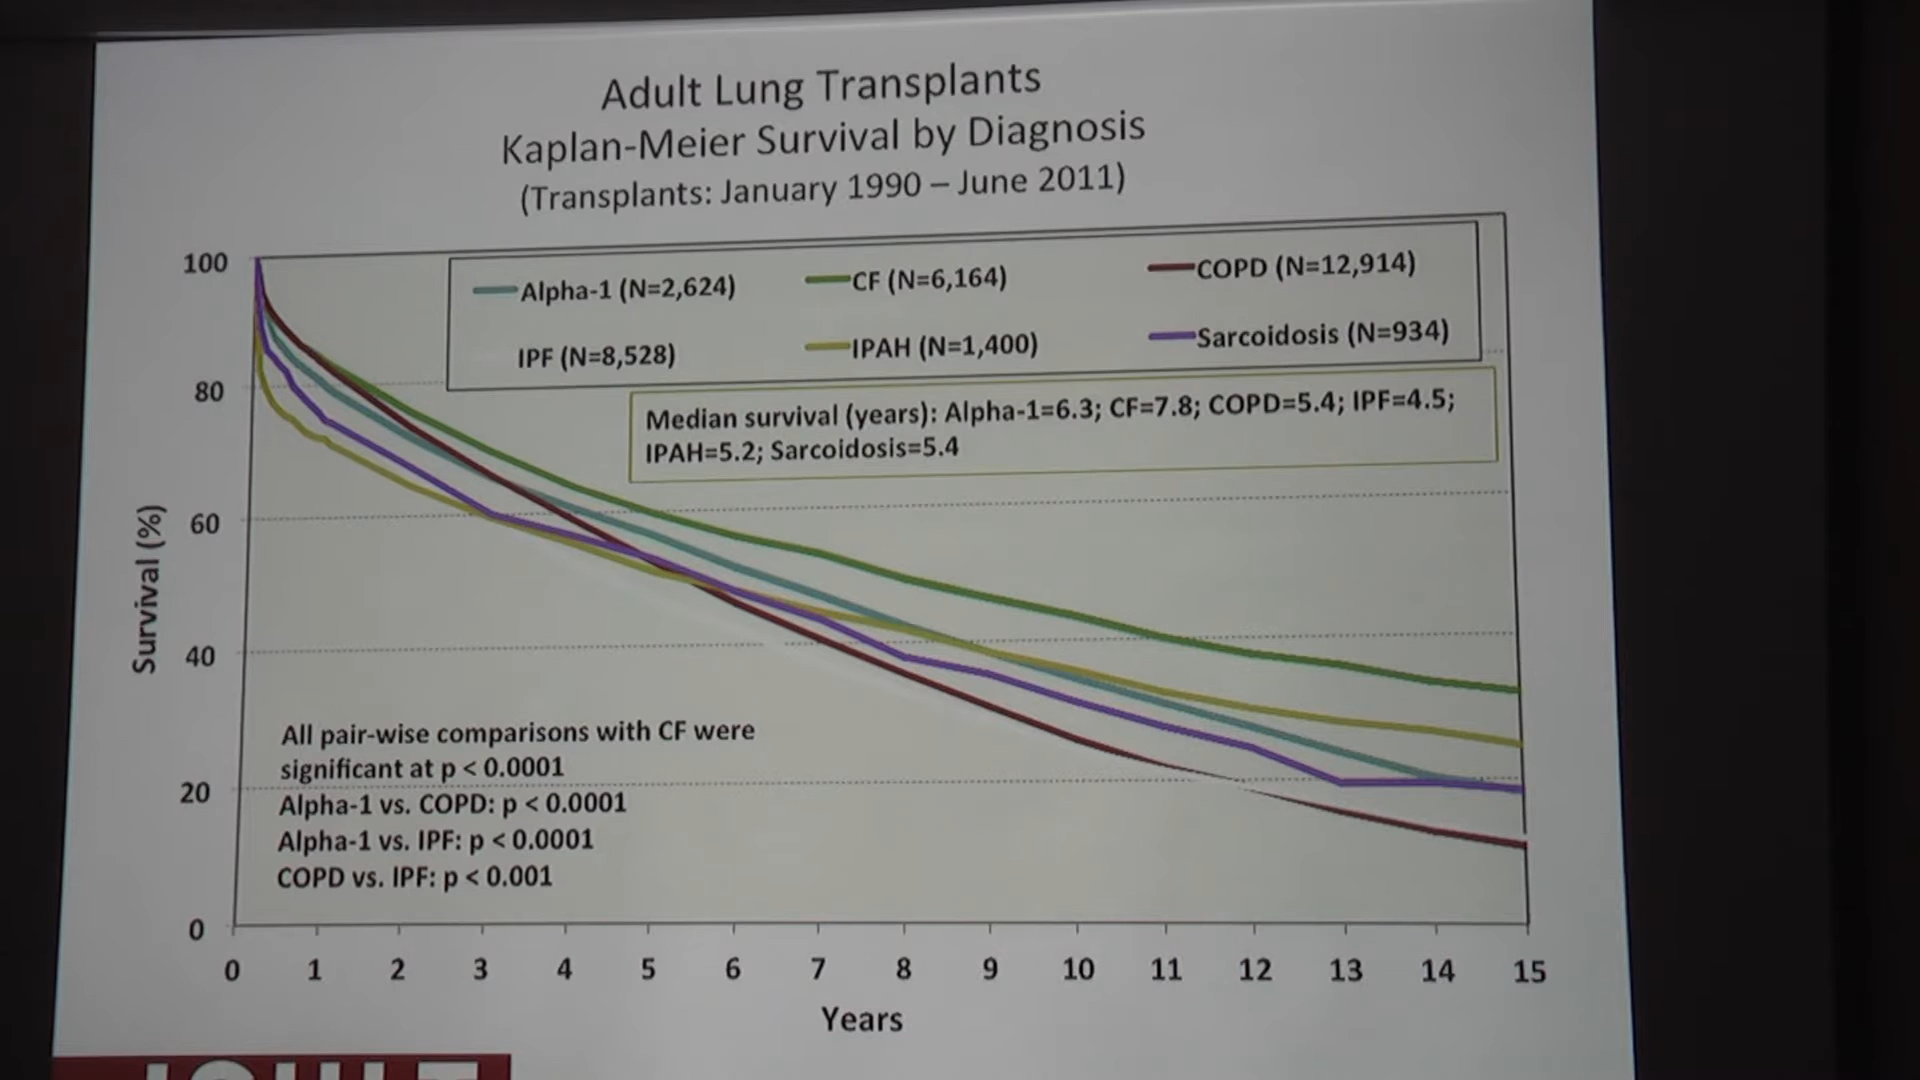 Adult Lung Transplants
Kaplan-Meier Survival by Diagnosis
(Transplants: January 1990 – June 2011)
Alpha-1 (N=2,624) CF (N=6,164) COPD (N=12,914)
IPF (N=8,528) IPAH (N=1,400) Sarcoidosis (N=934)
Median survival (years): Alpha-1=6.3; CF=7.8; COPD=5.4; IPF=4.5;
IPAH=5.2; Sarcoidosis=5.4
100
80
60
40
20
0
Survival (%)
All pair-wise comparisons with CF were
significant at p < 0.0001
Alpha-1 vs. COPD: p < 0.0001
Alpha-1 vs. IPF: p < 0.0001
COPD vs. IPF: p < 0.001
0 1 2 3 4 5 6 7 8 9 10 11 12 13 14 15
Years